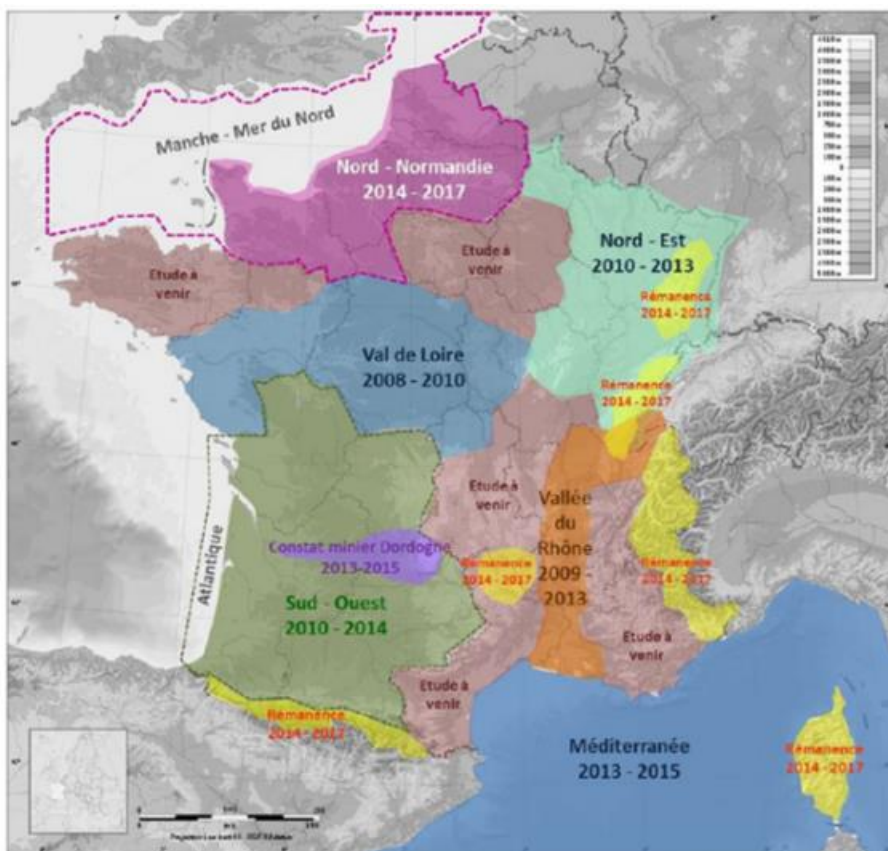 Manche - Mer du Nord
Nord - Normandie
2014 - 2017
Nord - Est
2010 - 2013
Etude à
venir
Etude à
venir
Rémanence
2014 - 2017
Val de Loire
2008 - 2010
Rémanence
2014 - 2017
Etude à
venir
Vallée
du
Rhône
2009 -
2013
Atlantique
Constat minier Dordogne
2013-2015
Rémanence
2014 - 2017
Rémanence
2014 - 2017
Sud - Ouest
2010 - 2014
Etude à
venir
Etude à
venir
Rémanence
2014 - 2017
Méditerranée
2013 - 2015
Rémanence
2014 - 2017